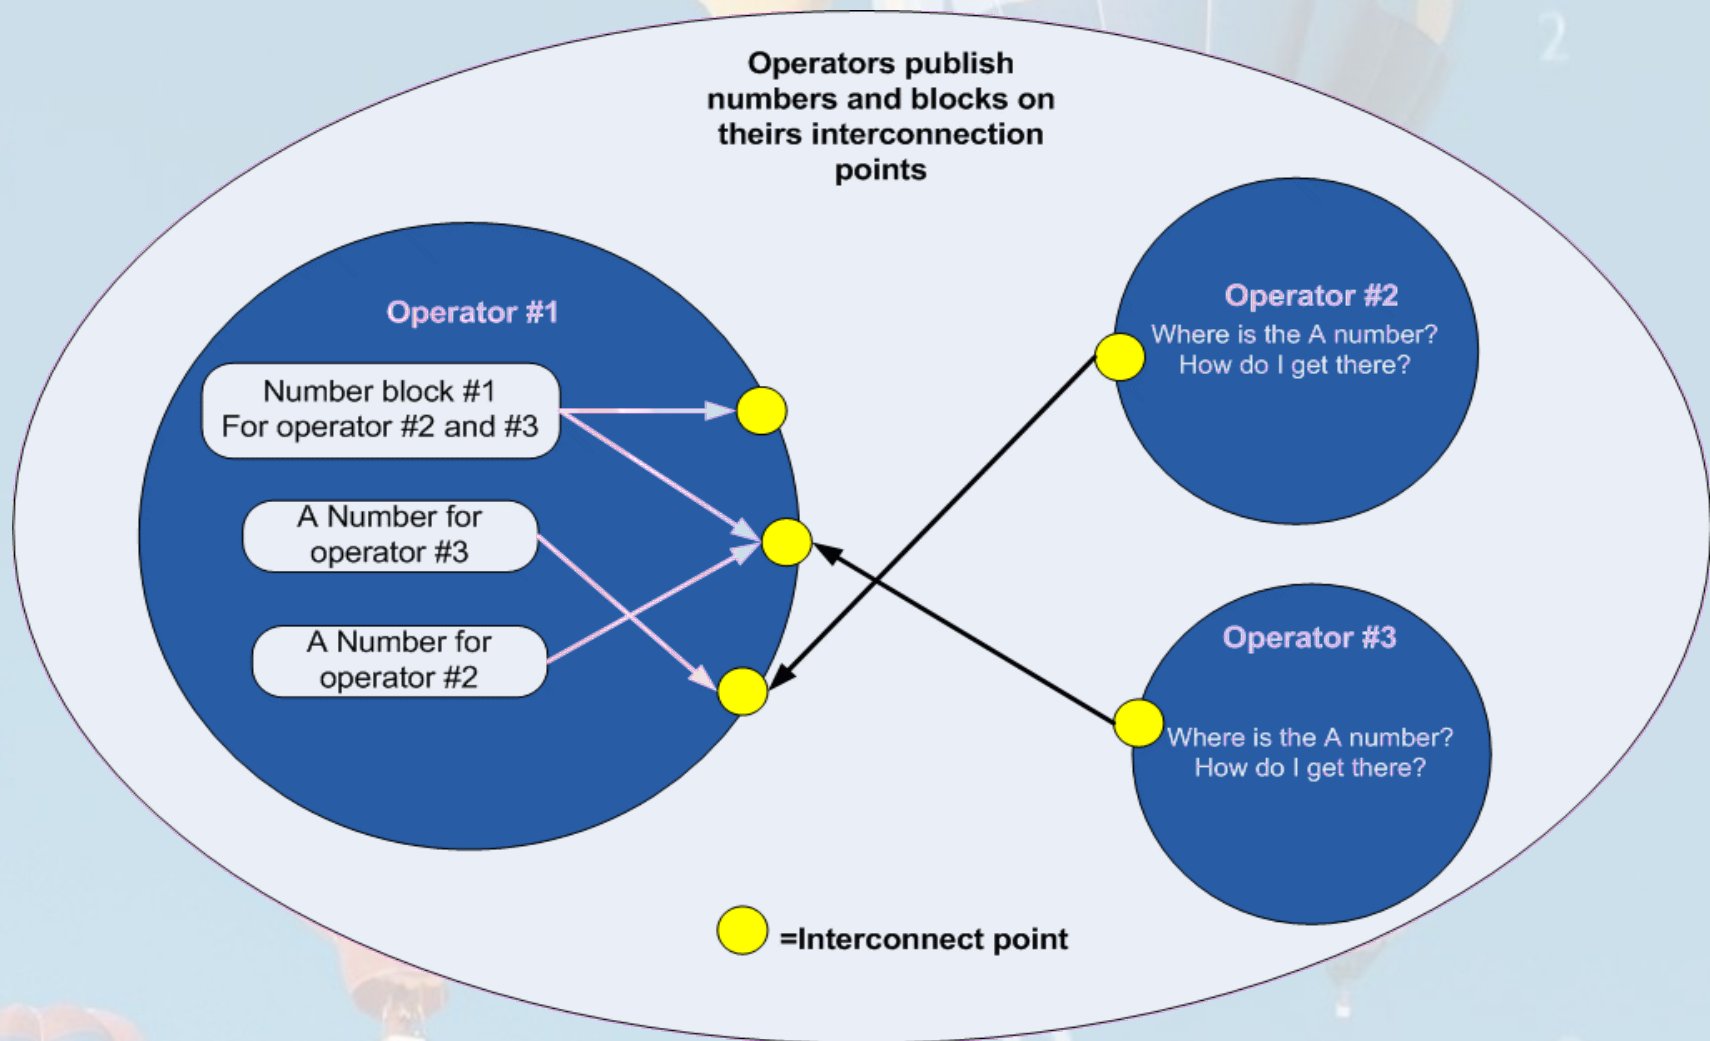 2
Operators publish
numbers and blocks on
theirs interconnection
points
Operator #1
Number block #1
For operator #2 and #3
A Number for
operator #3
A Number for
operator #2
Operator #2
Where is the A number?
How do I get there?
Operator #3
Where is the A number?
How do I get there?
=Interconnect point